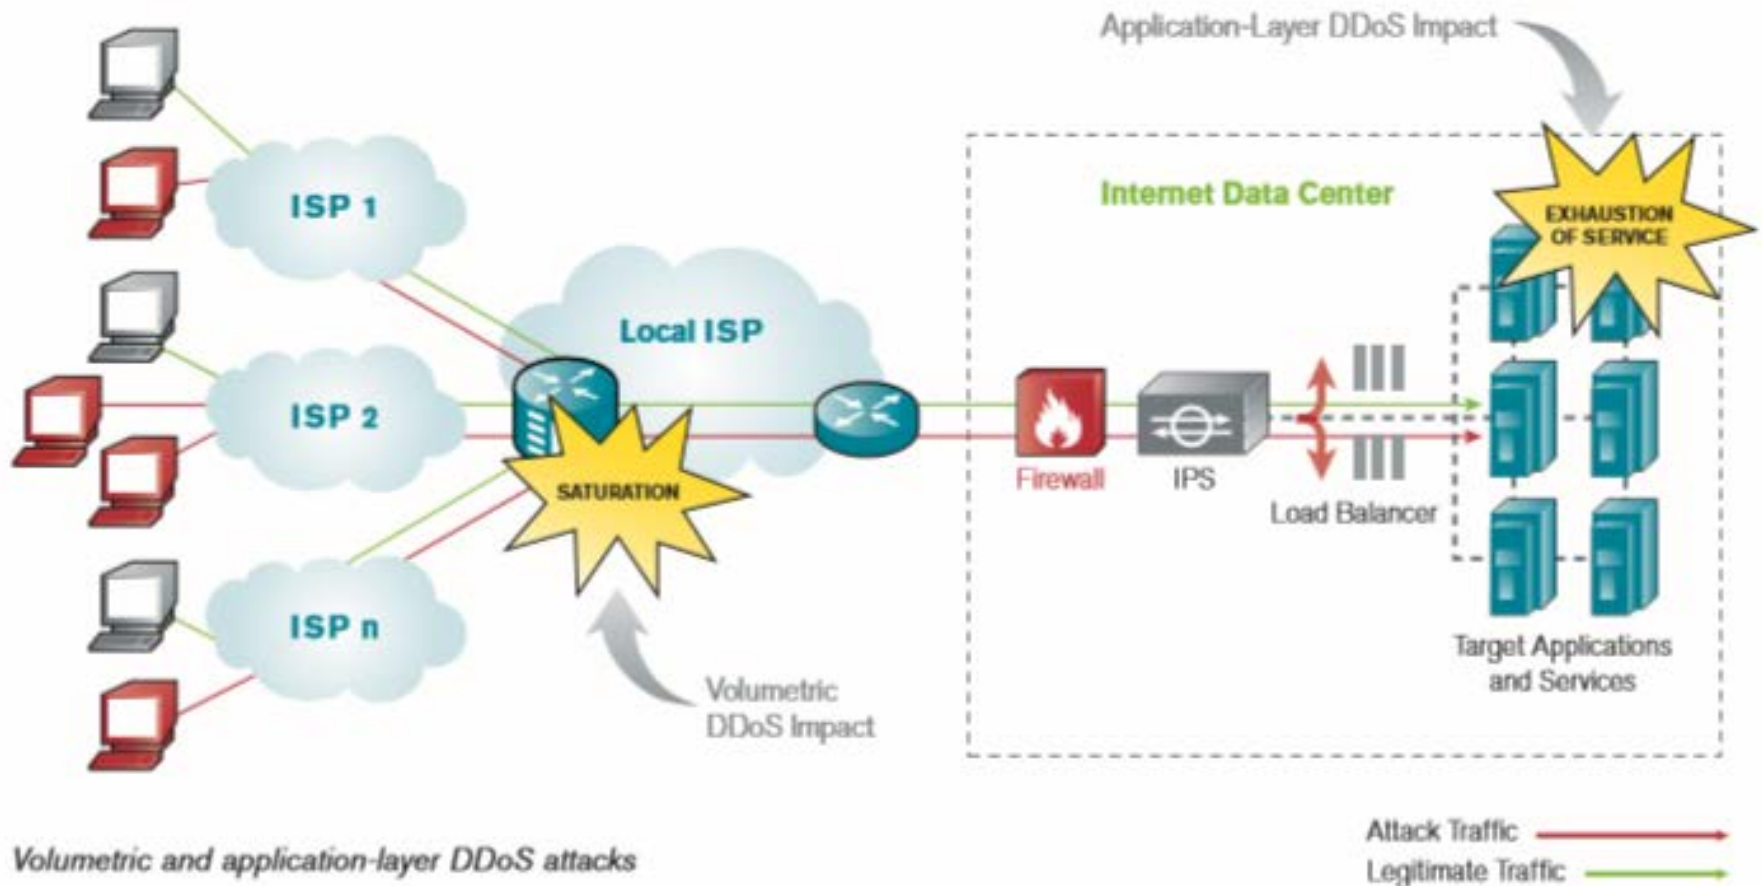 Application-Layer DDoS Impact
Internet Data Center
EXHAUSTION
OF SERVICE
ISP 1
Local ISP
ISP 2
SATURATION
Firewall
IPS
Load Balancer
ISP n
Target Applications
and Services
Volumetric
DDoS Impact
Attack Traffic
Legitimate Traffic
Volumetric and application-layer DDoS attacks